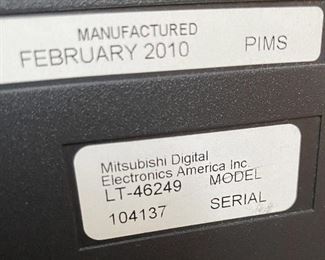 MANUFACTURED
FEBRUARY 2010 PIMS
Mitsubishi Digital
Electronics America Inc.
LT-46249 MODEL
104137 SERIAL